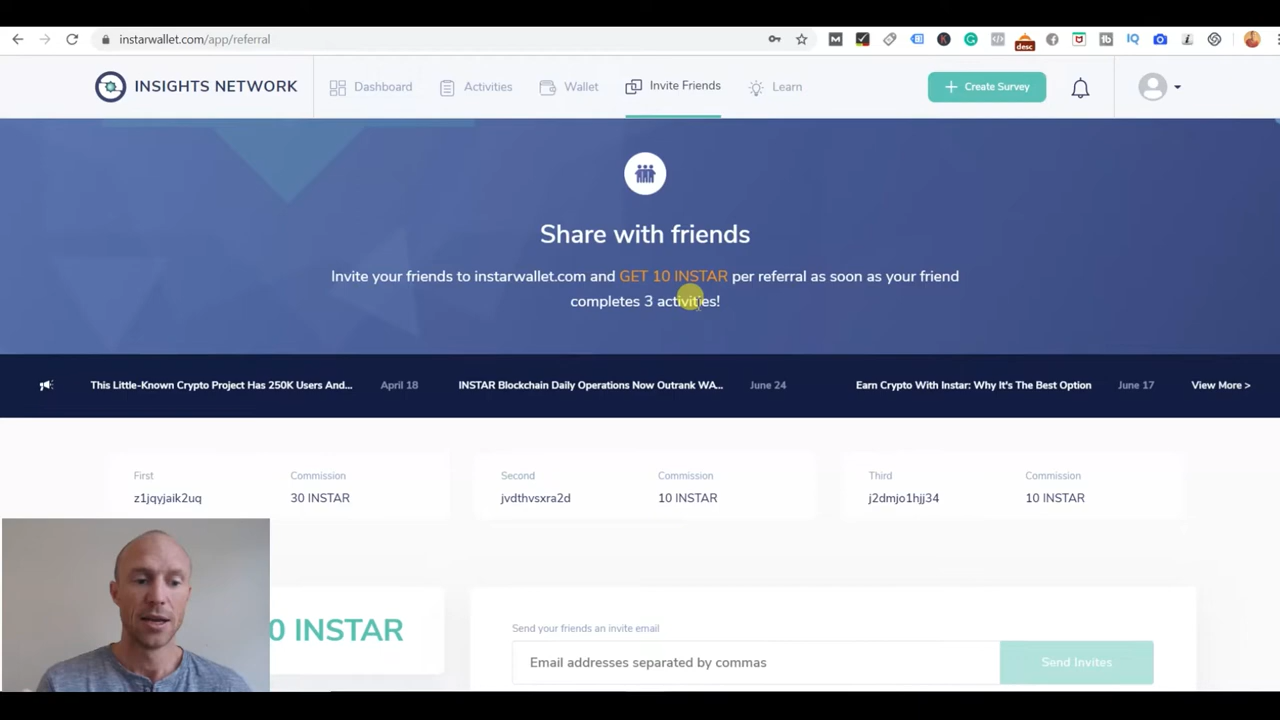 instarwallet.com/app/referral
desc
INSIGHTS NETWORK
Dashboard
Activities
Wallet
Invite Friends
Learn
+ Create Survey
Share with friends
Invite your friends to instarwallet.com and GET 10 INSTAR per referral as soon as your friend
completes 3 activities!
This Little-Known Crypto Project Has 250K Users And... April 18
INSTAR Blockchain Daily Operations Now Outrank WA... June 24
Earn Crypto With Instar: Why It's The Best Option June 17
View More >
First Commission
z1jqyjaik2uq 30 INSTAR
Second Commission
jvdthvsxra2d 10 INSTAR
Third Commission
j2dmjo1hjj34 10 INSTAR
0 INSTAR
Send your friends an invite email
Email addresses separated by commas
Send Invites